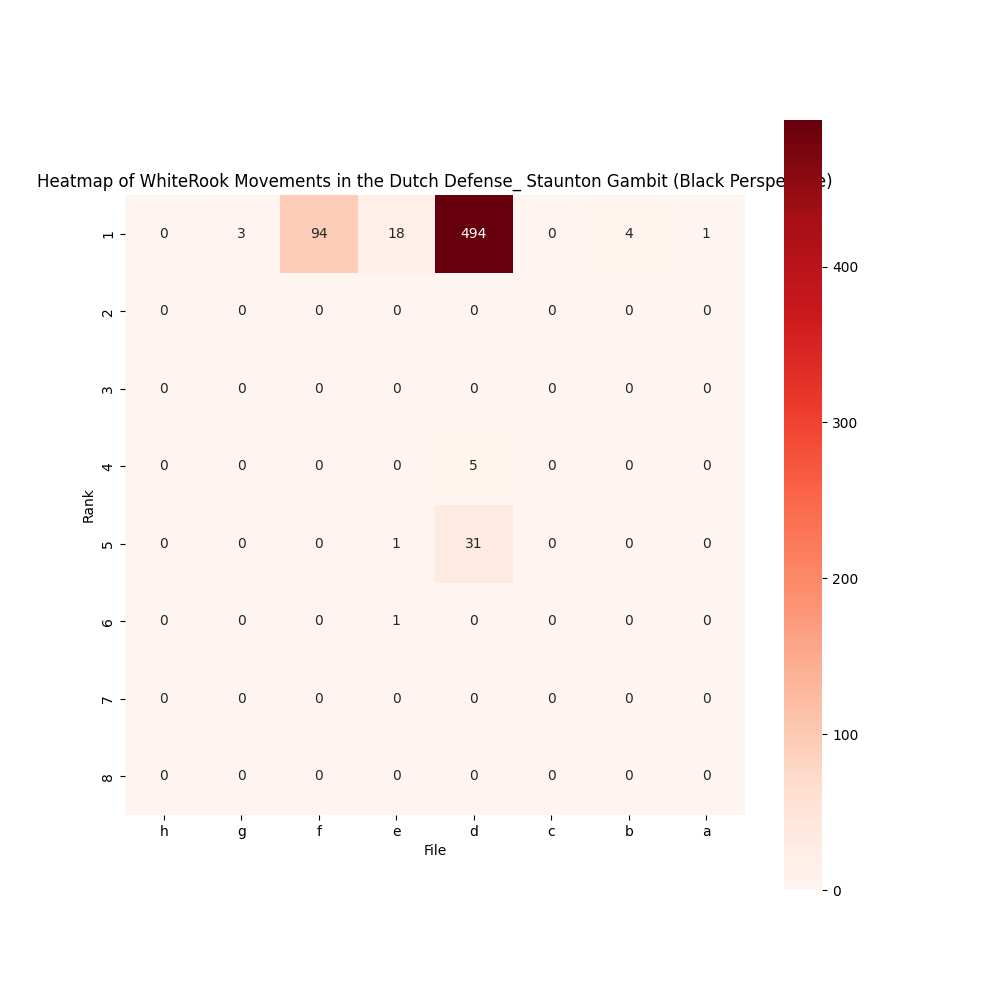 Heatmap of WhiteRook Movements in the Dutch Defense_ Staunton Gambit (Black Perspe e)
1 0 3 94 18 494 0 4 1
2 0 0 0 0 0 0 0 0
3 0 0 0 0 0 0 0 0
4 0 0 0 0 5 0 0 0
5 0 0 0 1 31 0 0 0
6 0 0 0 1 0 0 0 0
7 0 0 0 0 0 0 0 0
8 0 0 0 0 0 0 0 0
h g f e d c b a
File
Rank
400
300
200
100
0